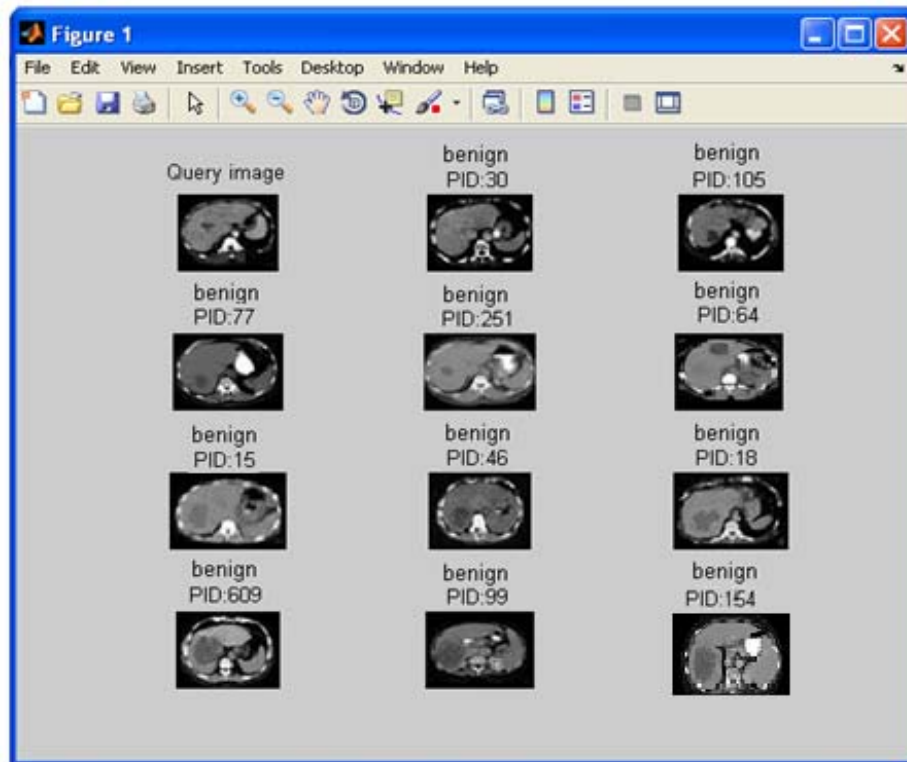 Figure 1
File Edit View Insert Tools Desktop Window Help
Query image
benign
PID:30
benign
PID:105
benign
PID:77
benign
PID:251
benign
PID:64
benign
PID:15
benign
PID:46
benign
PID:18
benign
PID:609
benign
PID:99
benign
PID:154